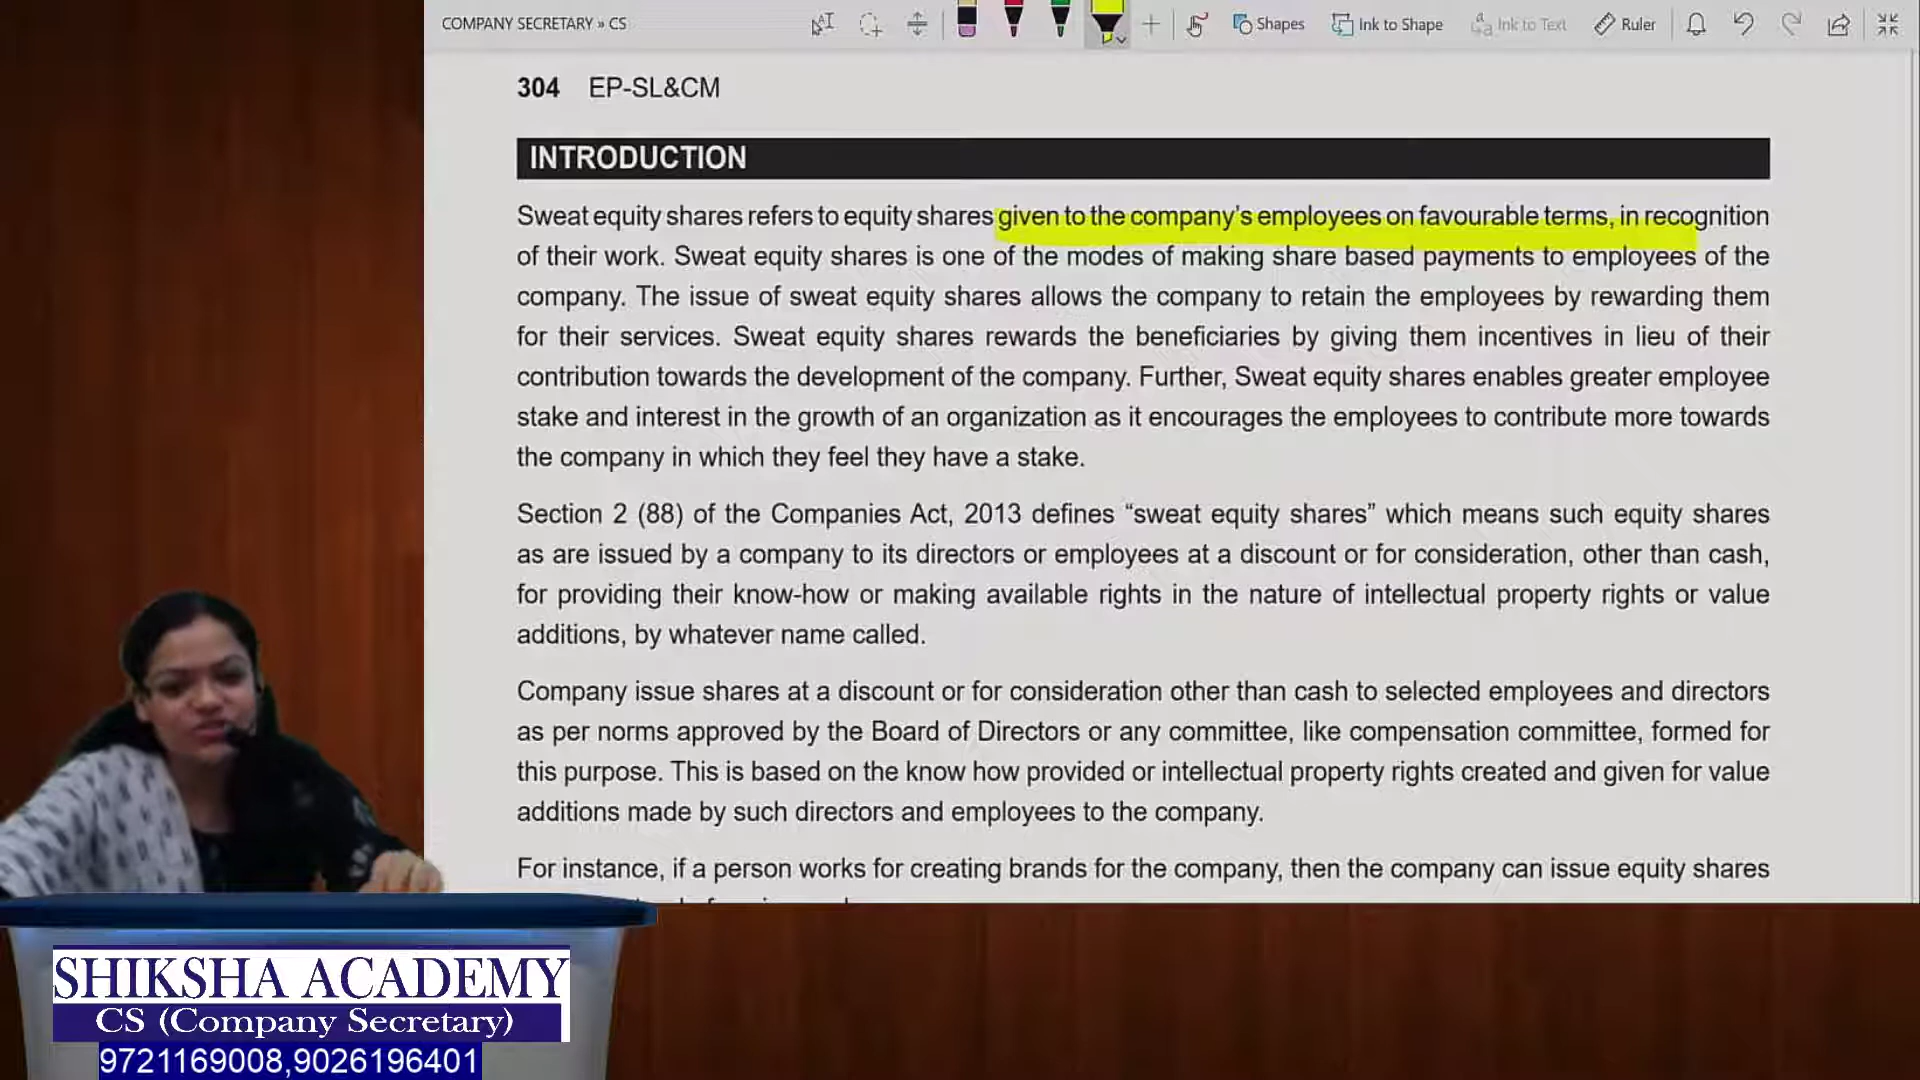 COMPANY SECRETARY » CS
Shapes
Ink to Shape
Ink to Text
Ruler
304 EP-SL&CM
INTRODUCTION
Sweat equity shares refers to equity shares given to the company's employees on favourable terms, in recognition
of their work. Sweat equity shares is one of the modes of making share based payments to employees of the
company. The issue of sweat equity shares allows the company to retain the employees by rewarding them
for their services. Sweat equity shares rewards the beneficiaries by giving them incentives in lieu of their
contribution towards the development of the company. Further, Sweat equity shares enables greater employee
stake and interest in the growth of an organization as it encourages the employees to contribute more towards
the company in which they feel they have a stake.
Section 2 (88) of the Companies Act, 2013 defines “sweat equity shares” which means such equity shares
as are issued by a company to its directors or employees at a discount or for consideration, other than cash,
for providing their know-how or making available rights in the nature of intellectual property rights or value
additions, by whatever name called.
Company issue shares at a discount or for consideration other than cash to selected employees and directors
as per norms approved by the Board of Directors or any committee, like compensation committee, formed for
this purpose. This is based on the know how provided or intellectual property rights created and given for value
additions made by such directors and employees to the company.
For instance, if a person works for creating brands for the company, then the company can issue equity shares
SHIKSHA ACADEMY
CS (Company Secretary)
9721169008,9026196401